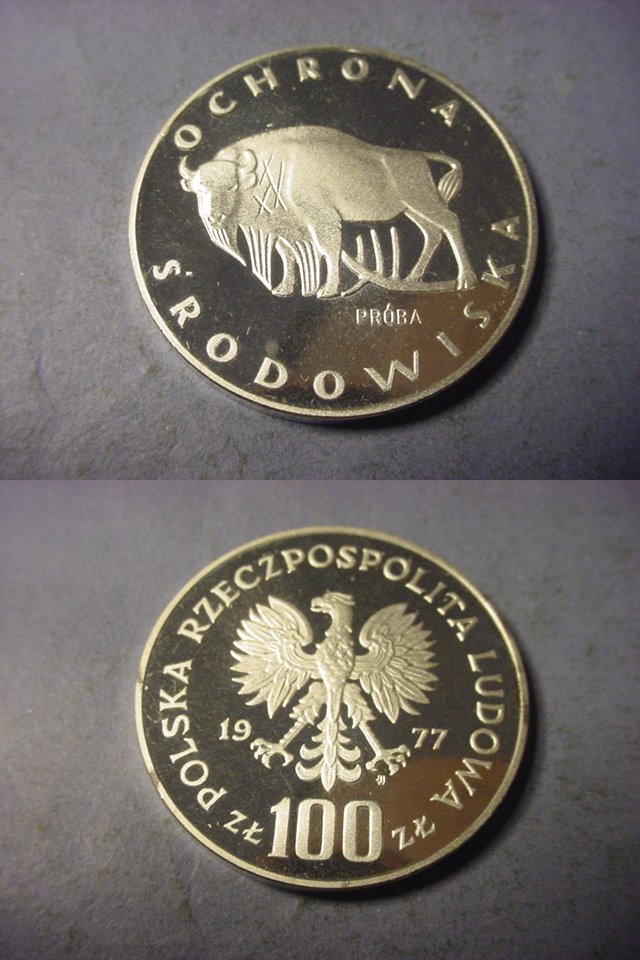 OCHRONA
ŚRODOWISKA
PRÓBA
POLSKA RZECZPOSPOLITA LUDOWA
19 77
ZŁ 100 ZŁ